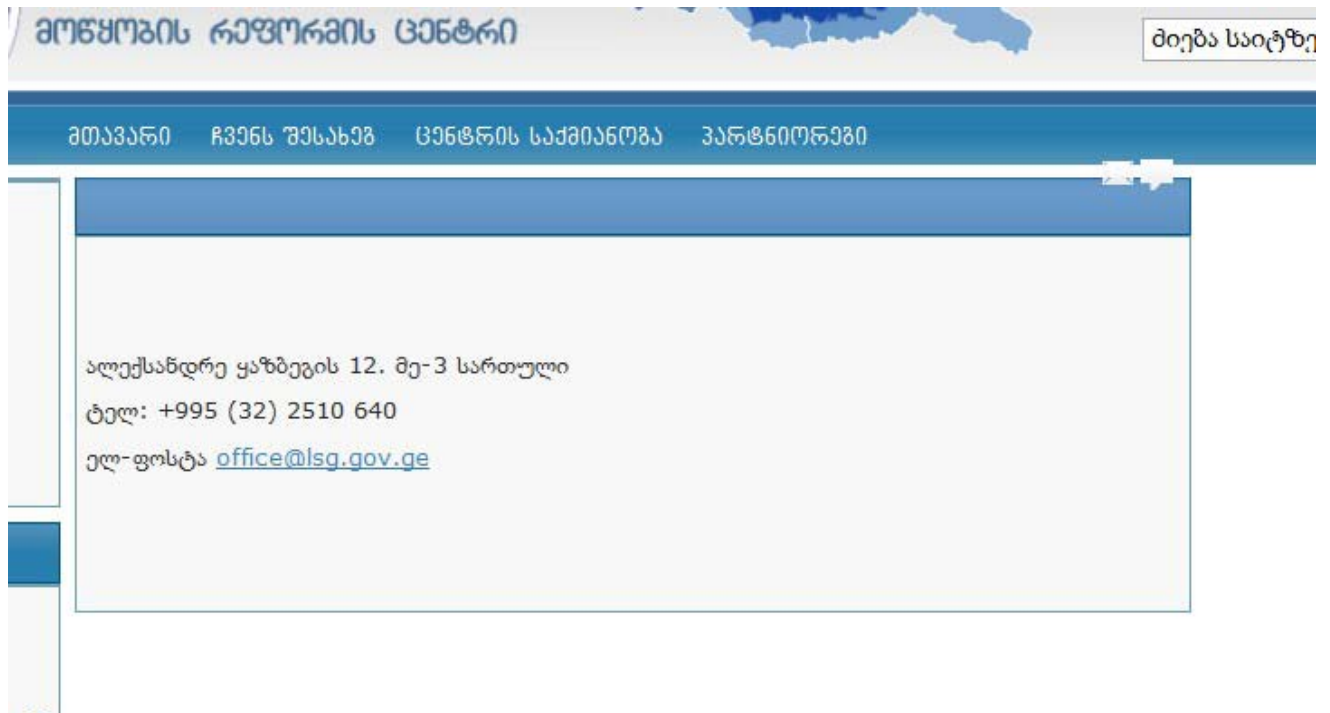 მოწყობის რეფორმის ცენტრი
ძიება საიტზე
მთავარი ჩვენს შესახებ ცენტრის საქმიანობა პარტნიორები
ალექსანდრე ყაზბეგის 12. მე-3 სართული
ტელ: +995 (32) 2510 640
ელ-ფოსტა office@lsg.gov.ge